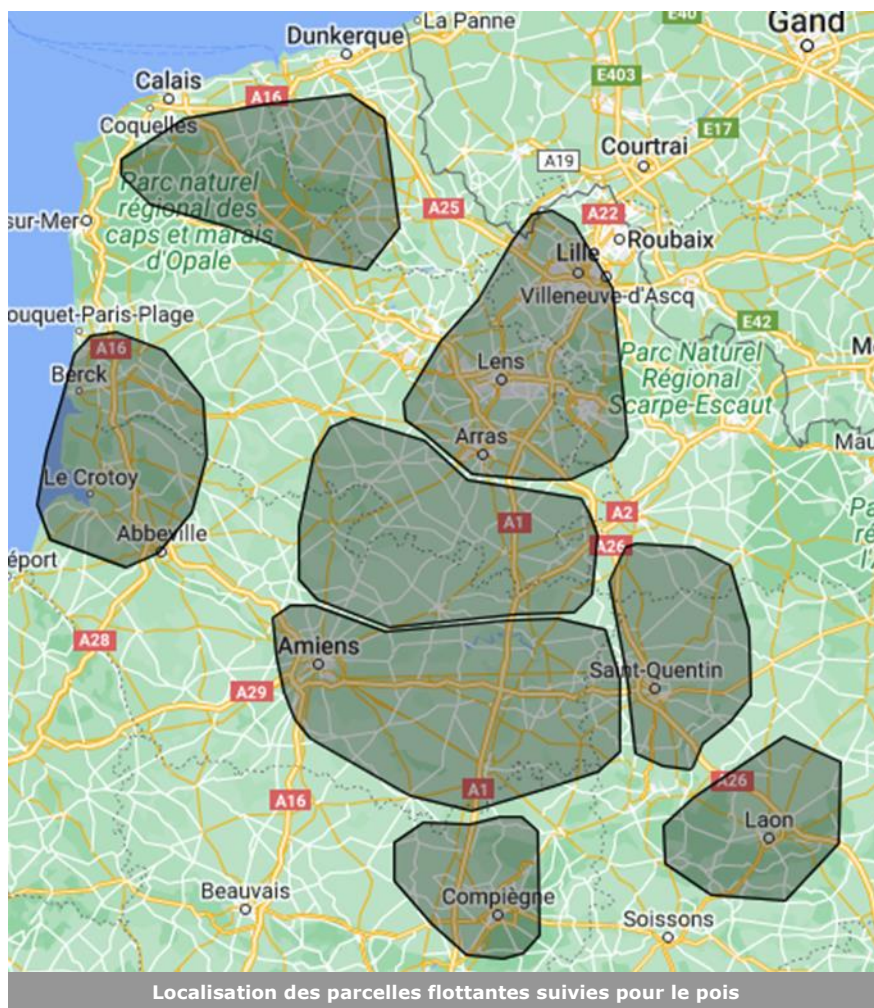 La Panne
E40
Gand
Dunkerque
Calais
E403
A16
Coquelles
E17
Courtrai
A19
Parc naturel
régional des
caps et marais
d'Opale
A25
A22
sur-Mer
Roubaix
Lille
Villeneuve-d'Ascq
ouquet-Paris-Plage
E42
A16
M
Parc Naturel
Régional
Scarpe-Escaut
Lens
Berck
Arras
Mau
Le Crotoy
A2
Pa
ré
l'A
A1
Abbeville
A26
éport
A28
Amiens
Saint-Quentin
A29
A26
A1
A16
Laon
Beauvais
Compiègne
Soissons
Localisation des parcelles flottantes suivies pour le pois